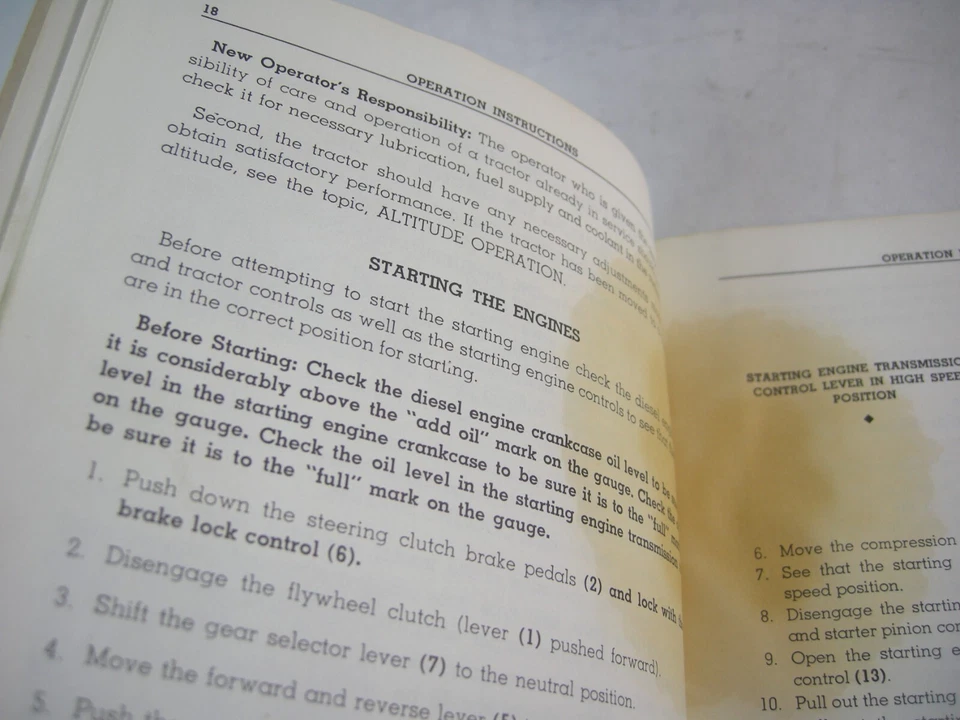 18
OPERATION INSTRUCTIONS
New Operator's Responsibility: The operator who is given the
sibility of care and operation of a tractor already in service
check it for necessary lubrication, fuel supply and coolant in the
Second, the tractor should have any necessary adjustments
obtain satisfactory performance. If the tractor has been moved to
altitude, see the topic, ALTITUDE OPERATION.
STARTING THE ENGINES
Before attempting to start the starting engine check the diesel
and tractor controls as well as the starting engine controls to see that
are in the correct position for starting.
Before Starting: Check the diesel engine crankcase oil level to be
it is considerably above the "add oil" mark on the gauge. Check the
level in the starting engine crankcase to be sure it is to the "full"
on the gauge. Check the oil level in the starting engine transmission
be sure it is to the "full" mark on the gauge.
1. Push down the steering clutch brake pedals (2) and lock with
brake lock control (6).
2. Disengage the flywheel clutch (lever (1) pushed forward).
3. Shift the gear selector lever (7) to the neutral position.
4. Move the forward and reverse lever (5)
5. Push
OPERATION
STARTING ENGINE TRANSMISSIO
CONTROL LEVER IN HIGH SPEE
POSITION
6. Move the compression
7. See that the starting
speed position.
8. Disengage the startin
and starter pinion con
9. Open the starting e
control (13).
10. Pull out the starting